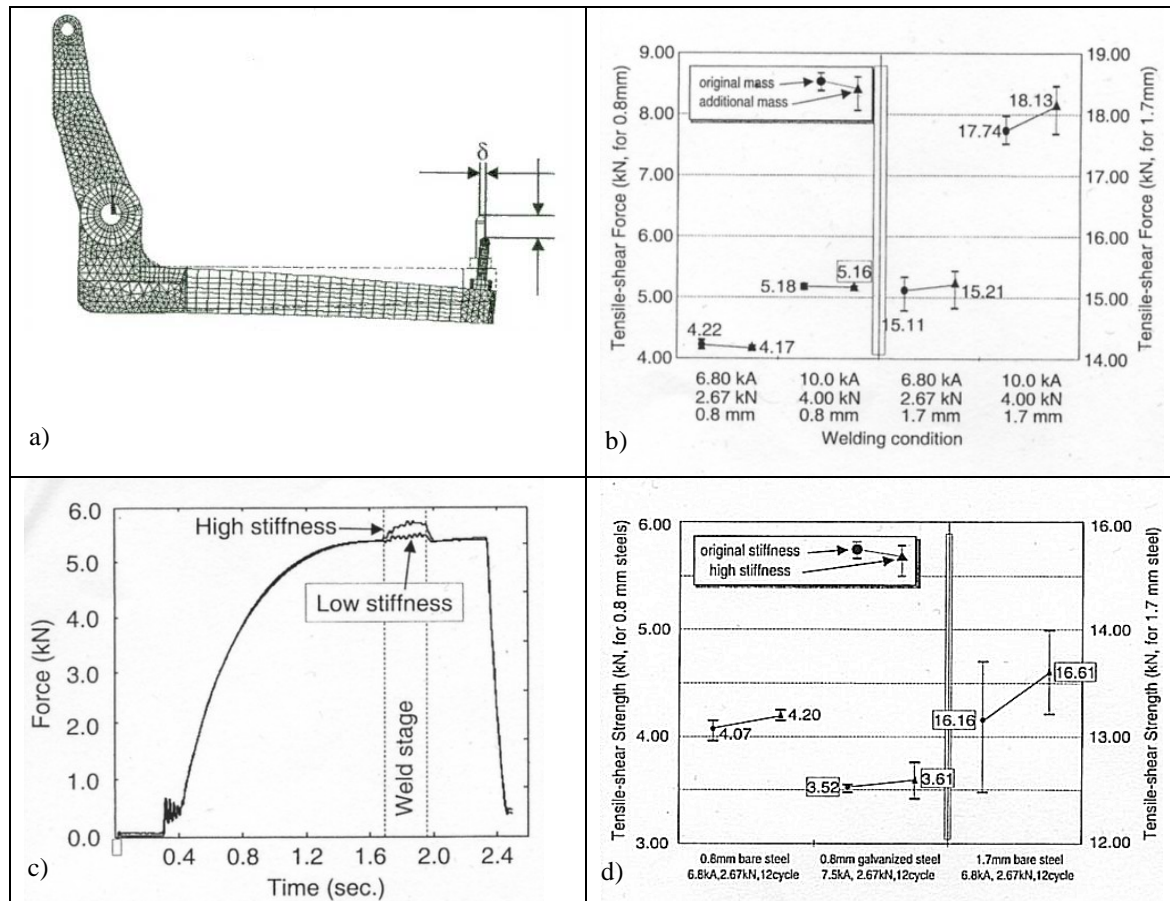 δ
a)
Tensile-shear Force (kN, for 0.8mm)
9.00
8.00
7.00
6.00
5.00
4.00
original mass
additional mass
4.22
4.17
5.18
5.16
15.11
15.21
17.74
18.13
19.00
18.00
17.00
16.00
15.00
14.00
Tensile-shear Force (kN, for 1.7mm)
6.80 kA 10.0 kA 6.80 kA 10.0 kA
2.67 kN 4.00 kN 2.67 kN 4.00 kN
0.8 mm 0.8 mm 1.7 mm 1.7 mm
Welding condition
b)
Force (kN)
6.0
5.0
4.0
3.0
2.0
1.0
0.0
High stiffness
Low stiffness
Weld stage
0.4 0.8 1.2 1.6 2.0 2.4
Time (sec.)
c)
Tensile-shear Strength (kN, for 0.8 mm steels)
6.00
5.00
4.00
3.00
original stiffness
high stiffness
4.07
4.20
3.52
3.61
16.16
16.61
16.00
14.00
13.00
12.00
Tensile-shear Strength (kN, for 1.7 mm steels)
0.8mm bare steel 0.8mm galvanized steel 1.7mm bare steel
6.8kA, 2.67kN, 12cycle 7.5kA, 2.67kN, 12cycle 6.8kA, 2.67kN, 12cycle
d)